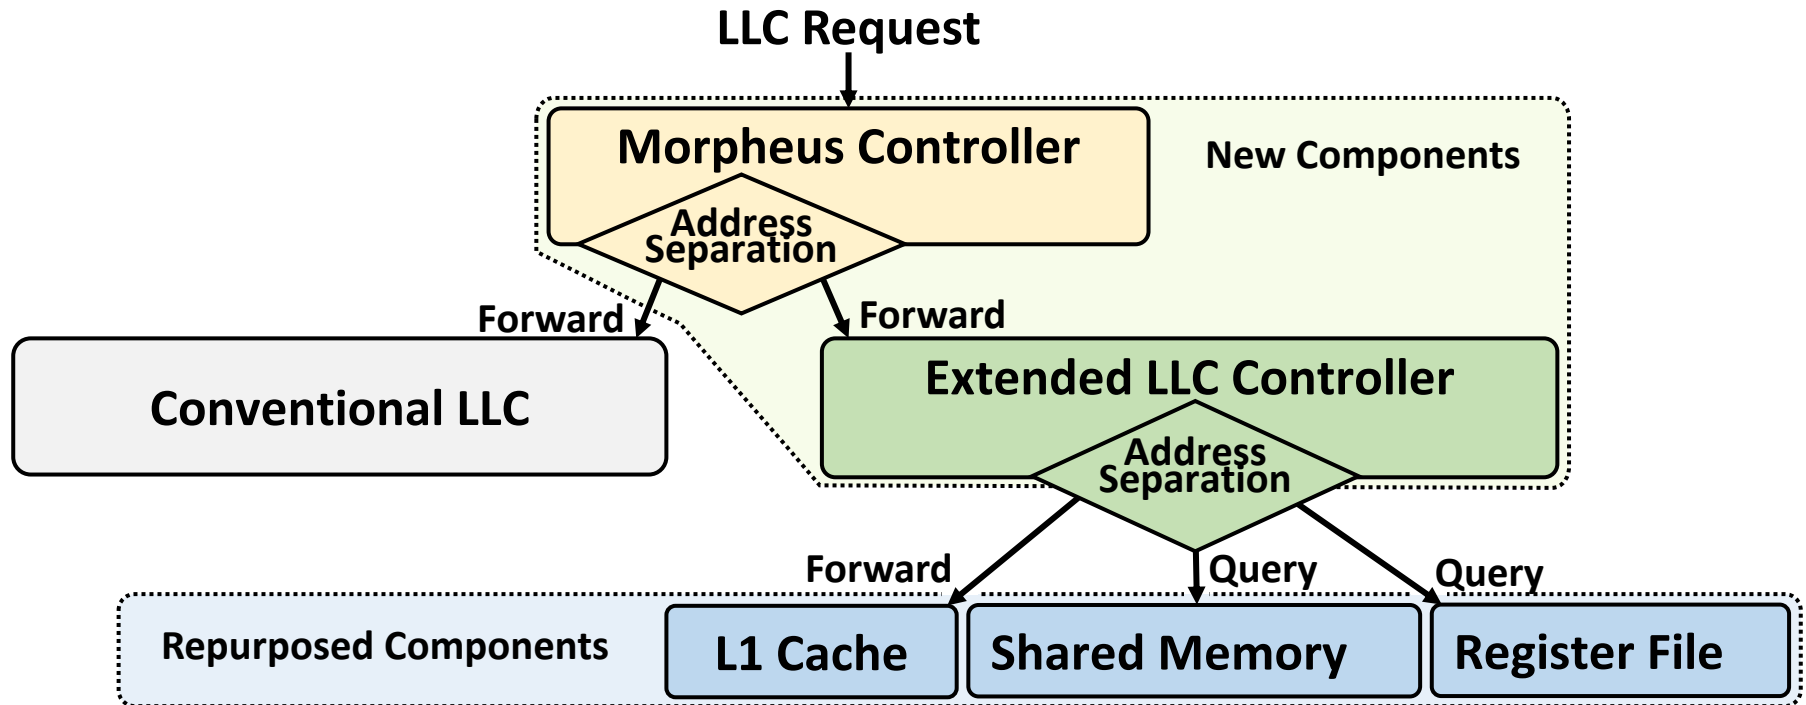 LLC Request
Morpheus Controller
New Components
Address
Separation
Forward
Forward
Conventional LLC
Extended LLC Controller
Address
Separation
Forward
Query
Query
Repurposed Components
L1 Cache
Shared Memory
Register File